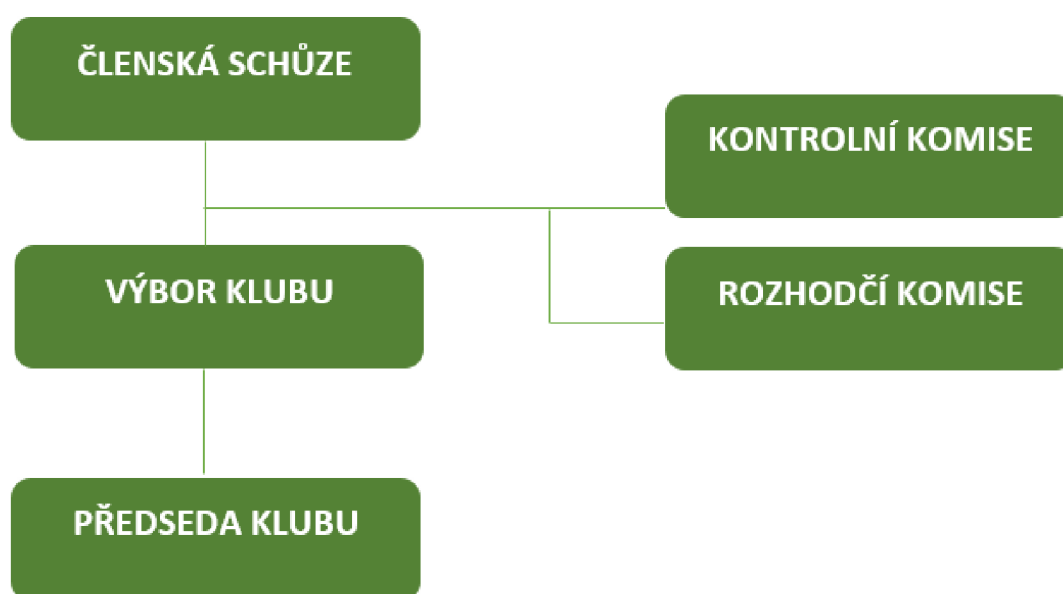 ČLENSKÁ SCHŮZE
KONTROLNÍ KOMISE
VÝBOR KLUBU
ROZHODČÍ KOMISE
PŘEDSEDA KLUBU